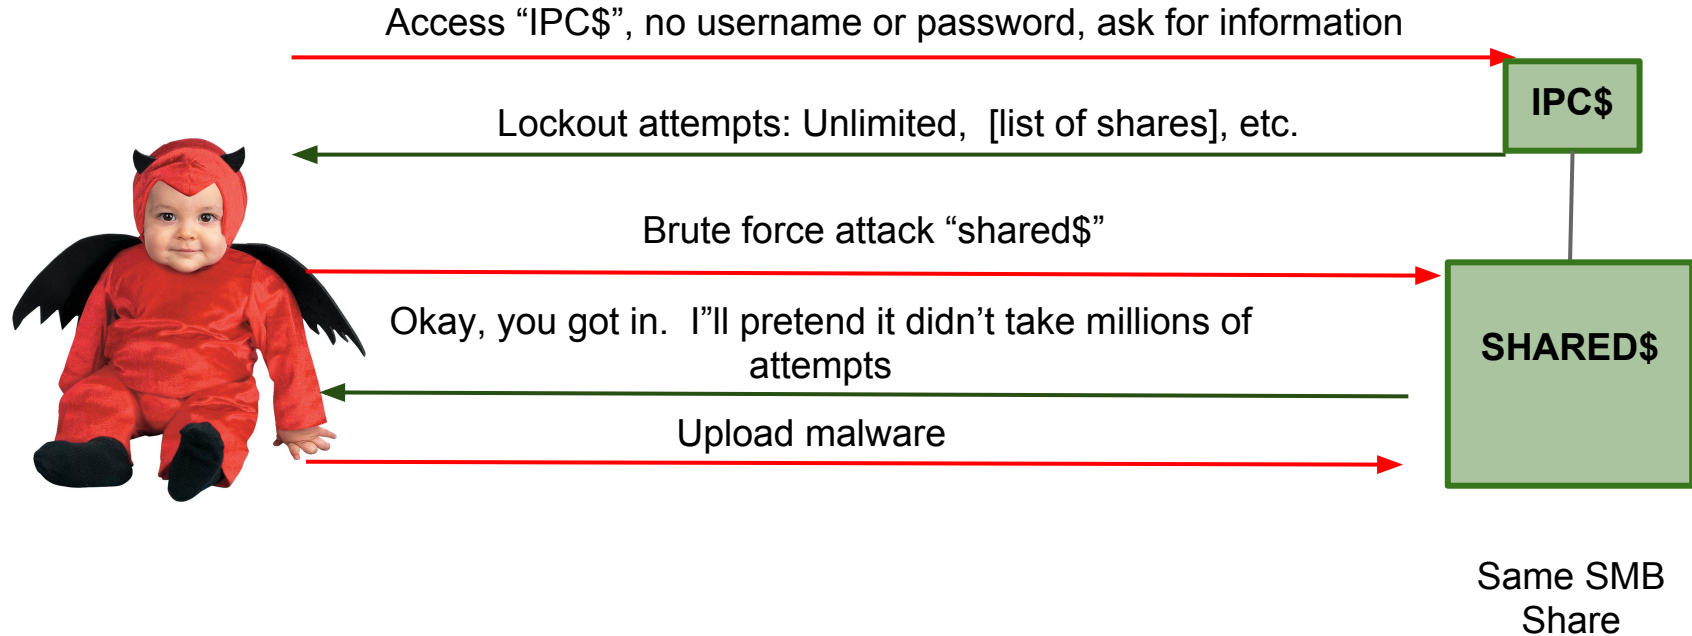 Access “IPC$”, no username or password, ask for information
IPC$
Lockout attempts: Unlimited,  [list of shares], etc.
Brute force attack “shared$”
Okay, you got in.  I"ll pretend it didn’t take millions of
attempts
SHARED$
Upload malware
Same SMB
Share